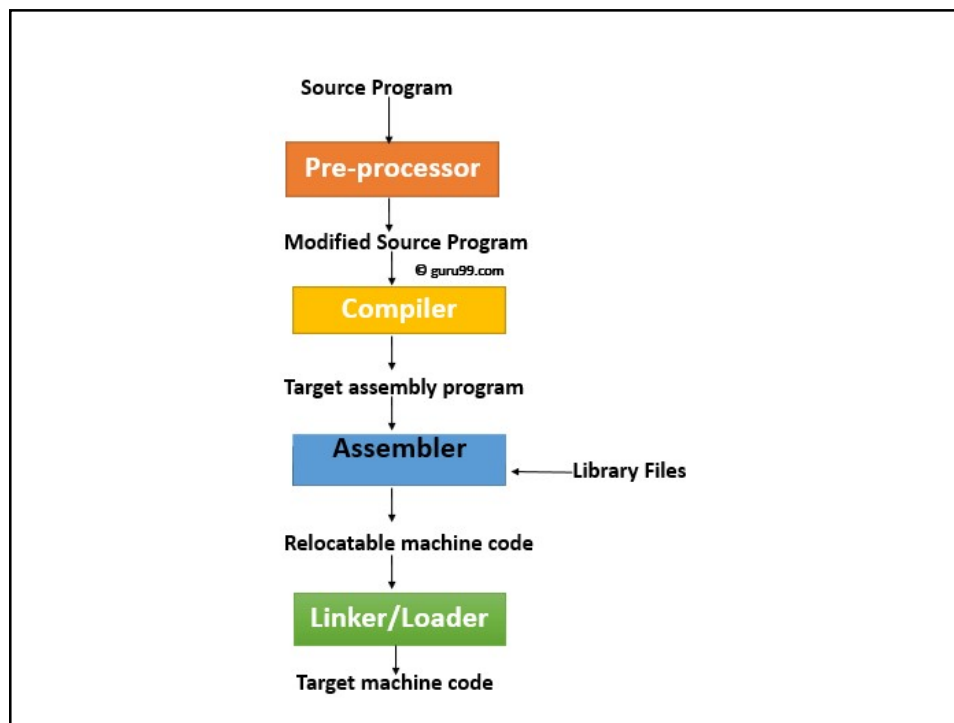 Source Program
Pre-processor
Modified Source Program
© guru99.com
Compiler
Target assembly program
Assembler
Library Files
Relocatable machine code
Linker/Loader
Target machine code